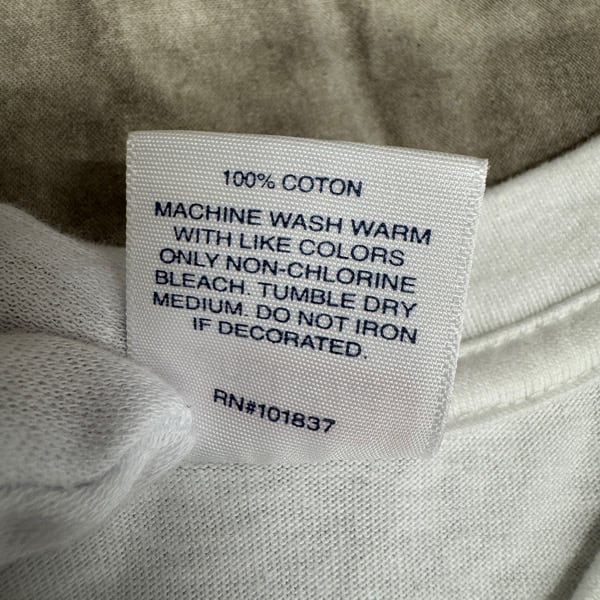 100% COTON
MACHINE WASH WARM
WITH LIKE COLORS
ONLY NON-CHLORINE
BLEACH. TUMBLE DRY
MEDIUM. DO NOT IRON
IF DECORATED.
RN#101837